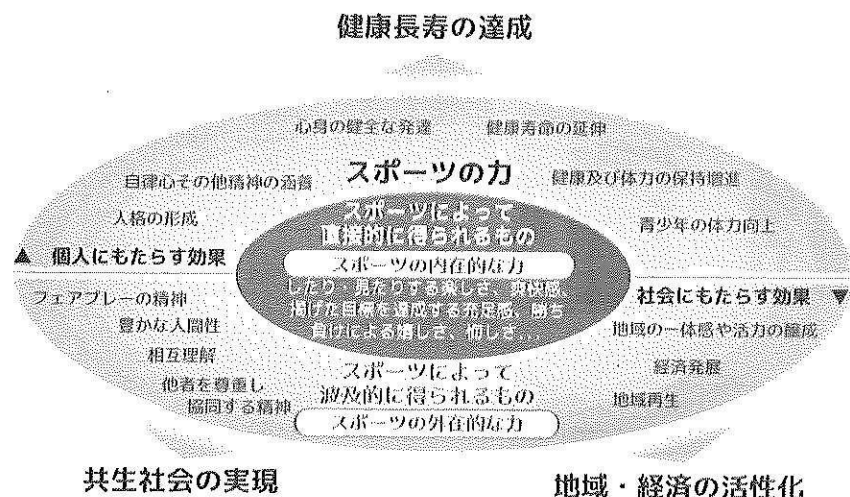 健康長寿の達成
心身の健全な発達
健康寿命の延伸
スポーツの力
自律心その他精神の涵養
健康及び体力の保持増進
人格の形成
青少年の体力向上
スポーツによって
直接的に得られるもの
▲ 個人にもたらす効果
スポーツの内在的な力
したり・見たりする楽しさ、爽快感、
掲げた目標を達成する充足感、勝ち
負けによる嬉しさ、悔しさ…
社会にもたらす効果 ▼
フェアプレーの精神
豊かな人間性
相互理解
他者を尊重し
協同する精神
地域の一体感や活力の醸成
経済発展
地域再生
スポーツによって
波及的に得られるもの
スポーツの外在的な力
共生社会の実現
地域・経済の活性化